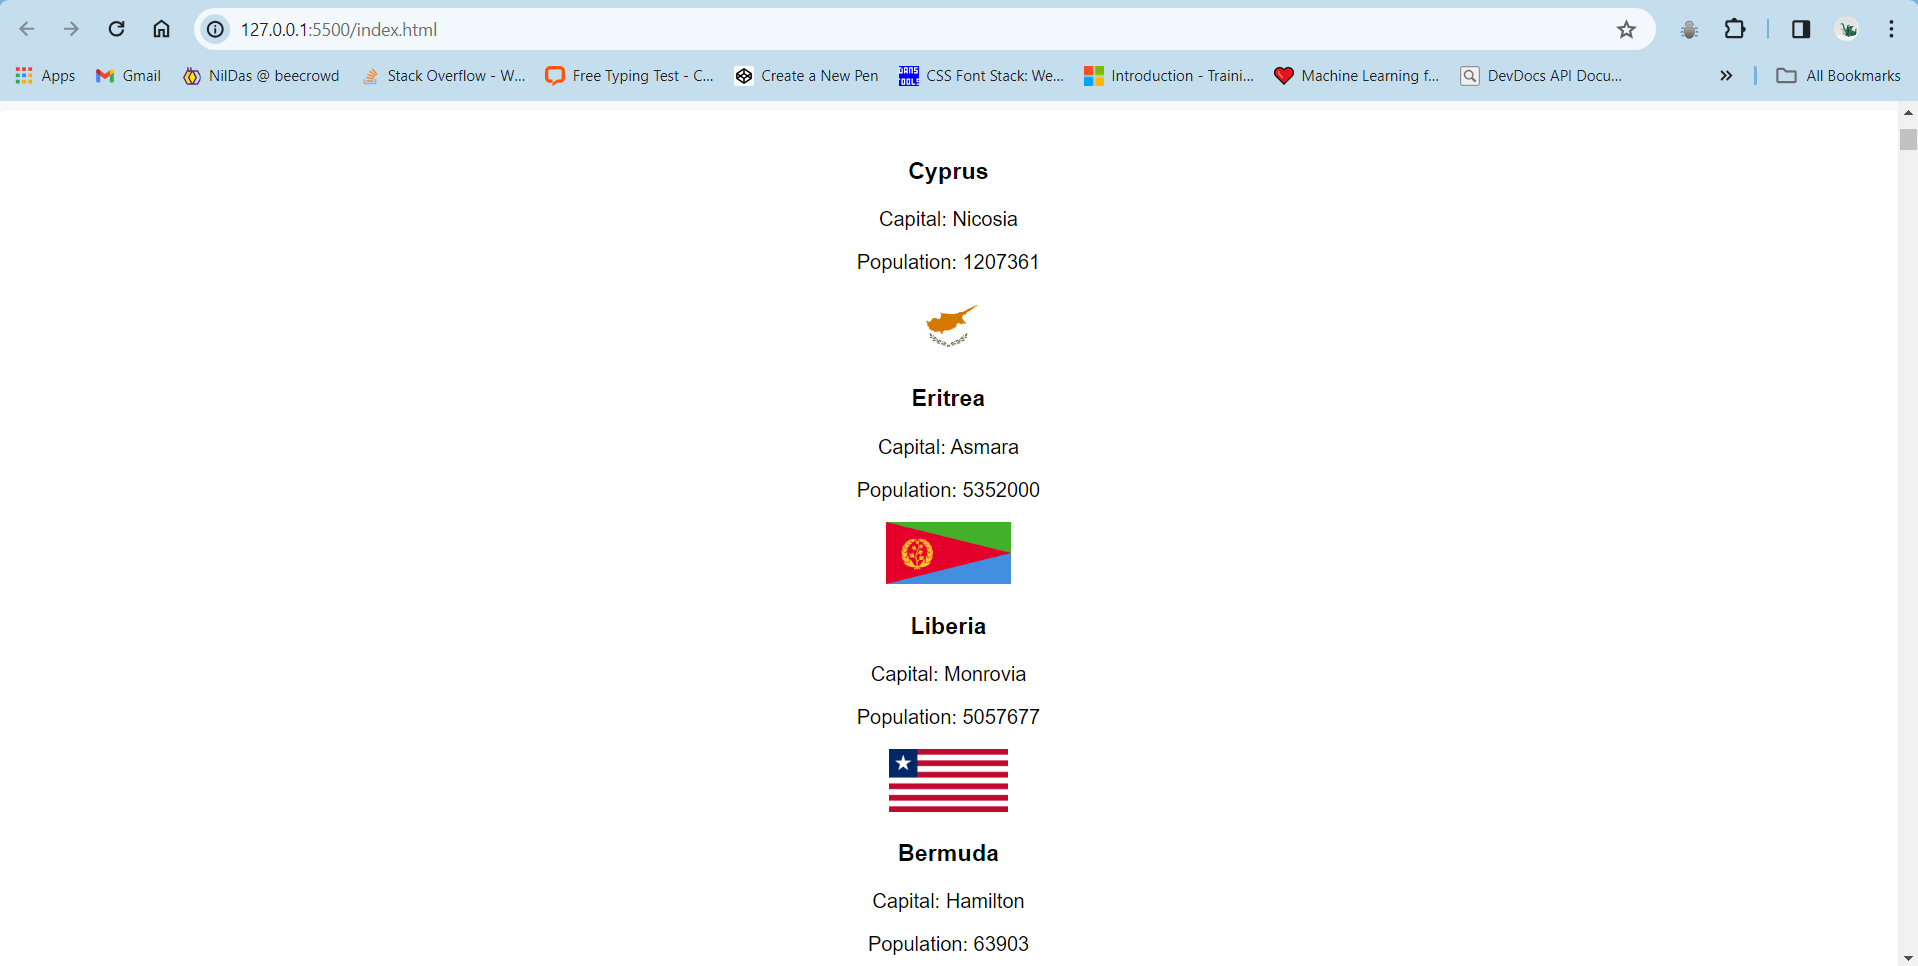 127.0.0.1:5500/index.html
Apps
Gmail
NilDas @ beecrowd
Stack Overflow - W...
Free Typing Test - C...
Create a New Pen
DANS TOOLS
CSS Font Stack: We...
Introduction - Traini...
Machine Learning f...
DevDocs API Docu...
All Bookmarks
Cyprus
Capital: Nicosia
Population: 1207361
Eritrea
Capital: Asmara
Population: 5352000
Liberia
Capital: Monrovia
Population: 5057677
Bermuda
Capital: Hamilton
Population: 63903